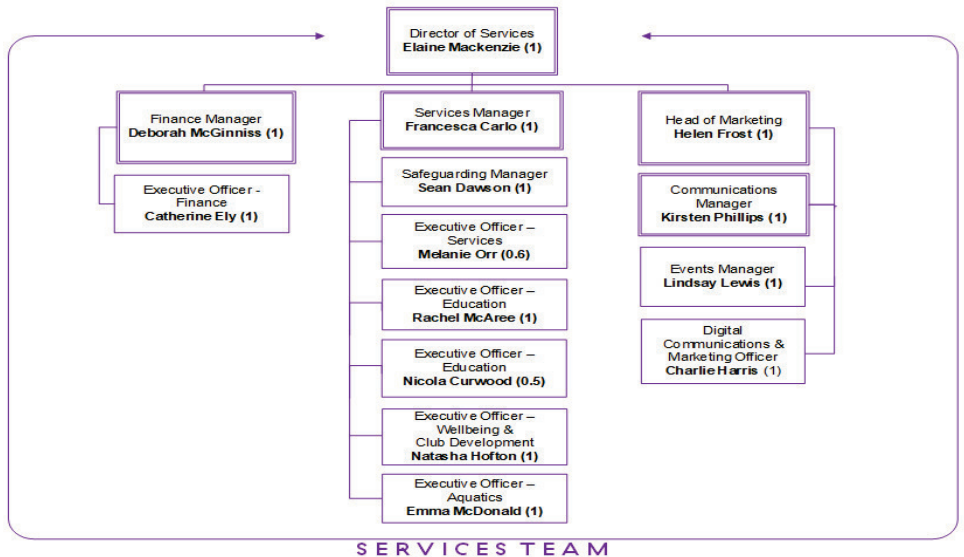 Director of Services
Elaine Mackenzie (1)
Finance Manager
Deborah McGinniss (1)
Executive Officer -
Finance
Catherine Ely (1)
Services Manager
Francesca Carlo (1)
Safeguarding Manager
Sean Dawson (1)
Executive Officer –
Services
Melanie Orr (0.6)
Executive Officer –
Education
Rachel McAree (1)
Executive Officer –
Education
Nicola Curwood (0.5)
Executive Officer –
Wellbeing &
Club Development
Natasha Hofton (1)
Executive Officer –
Aquatics
Emma McDonald (1)
Head of Marketing
Helen Frost (1)
Communications
Manager
Kirsten Phillips (1)
Events Manager
Lindsay Lewis (1)
Digital
Communications &
Marketing Officer
Charlie Harris (1)
SERVICES TEAM